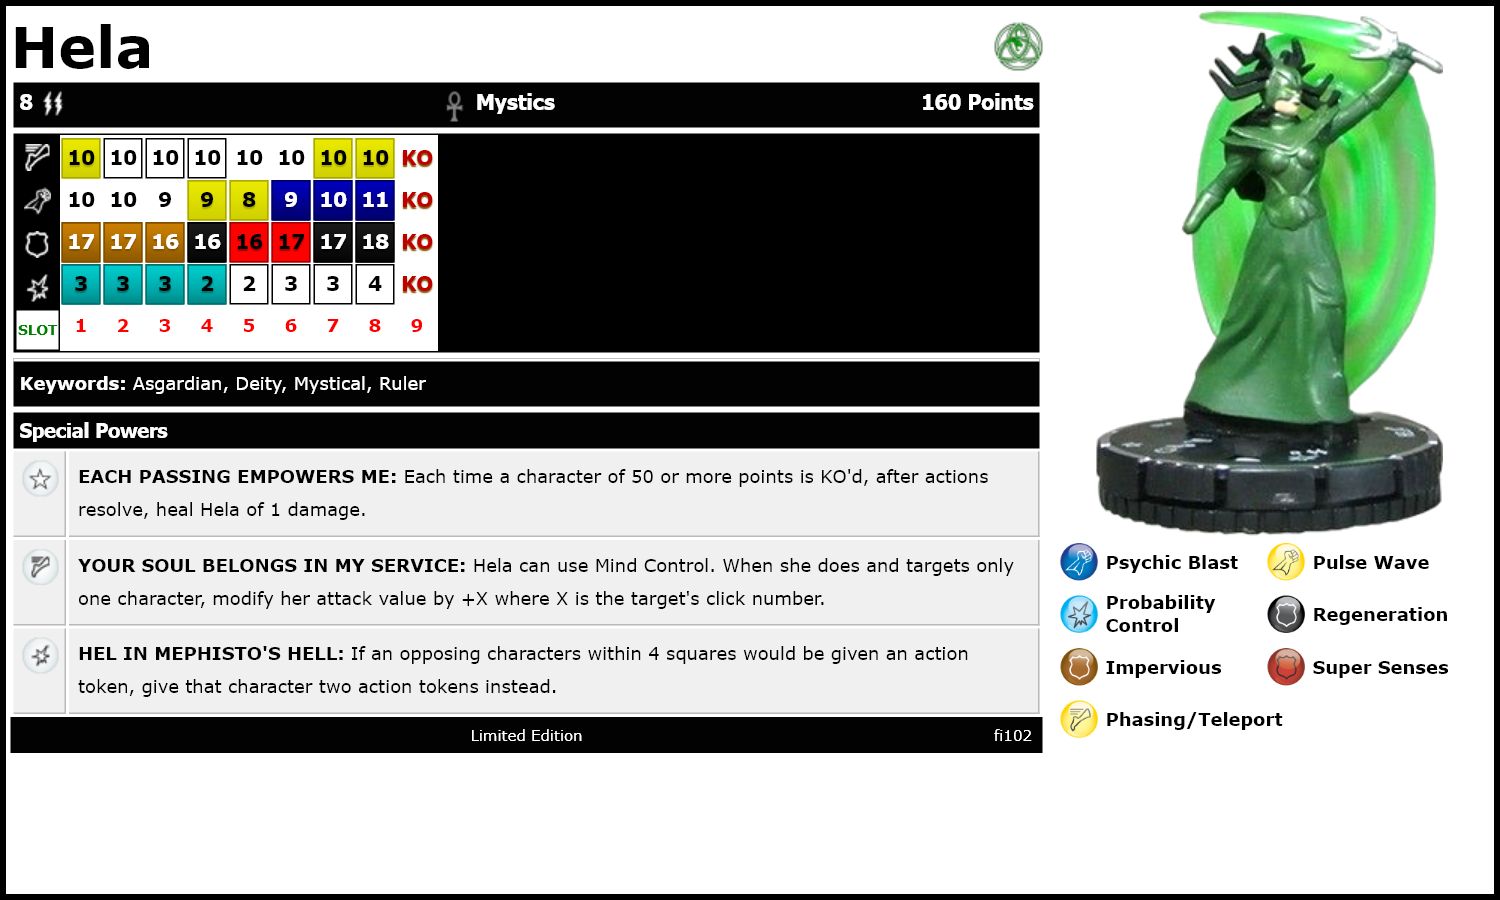 Hela
8 Mystics 160 Points
10 10 10 10 10 10 10 10 KO
10 10 9 9 8 9 10 11 KO
17 17 16 16 16 17 17 18 KO
3 3 3 2 2 3 3 4 KO
SLOT 1 2 3 4 5 6 7 8 9
Keywords: Asgardian, Deity, Mystical, Ruler
Special Powers
EACH PASSING EMPOWERS ME: Each time a character of 50 or more points is KO'd, after actions
resolve, heal Hela of 1 damage.
YOUR SOUL BELONGS IN MY SERVICE: Hela can use Mind Control. When she does and targets only
one character, modify her attack value by +X where X is the target's click number.
HEL IN MEPHISTO'S HELL: If an opposing characters within 4 squares would be given an action
token, give that character two action tokens instead.
Limited Edition fi102
Psychic Blast Pulse Wave
Probability
Control
Regeneration
Impervious Super Senses
Phasing/Teleport